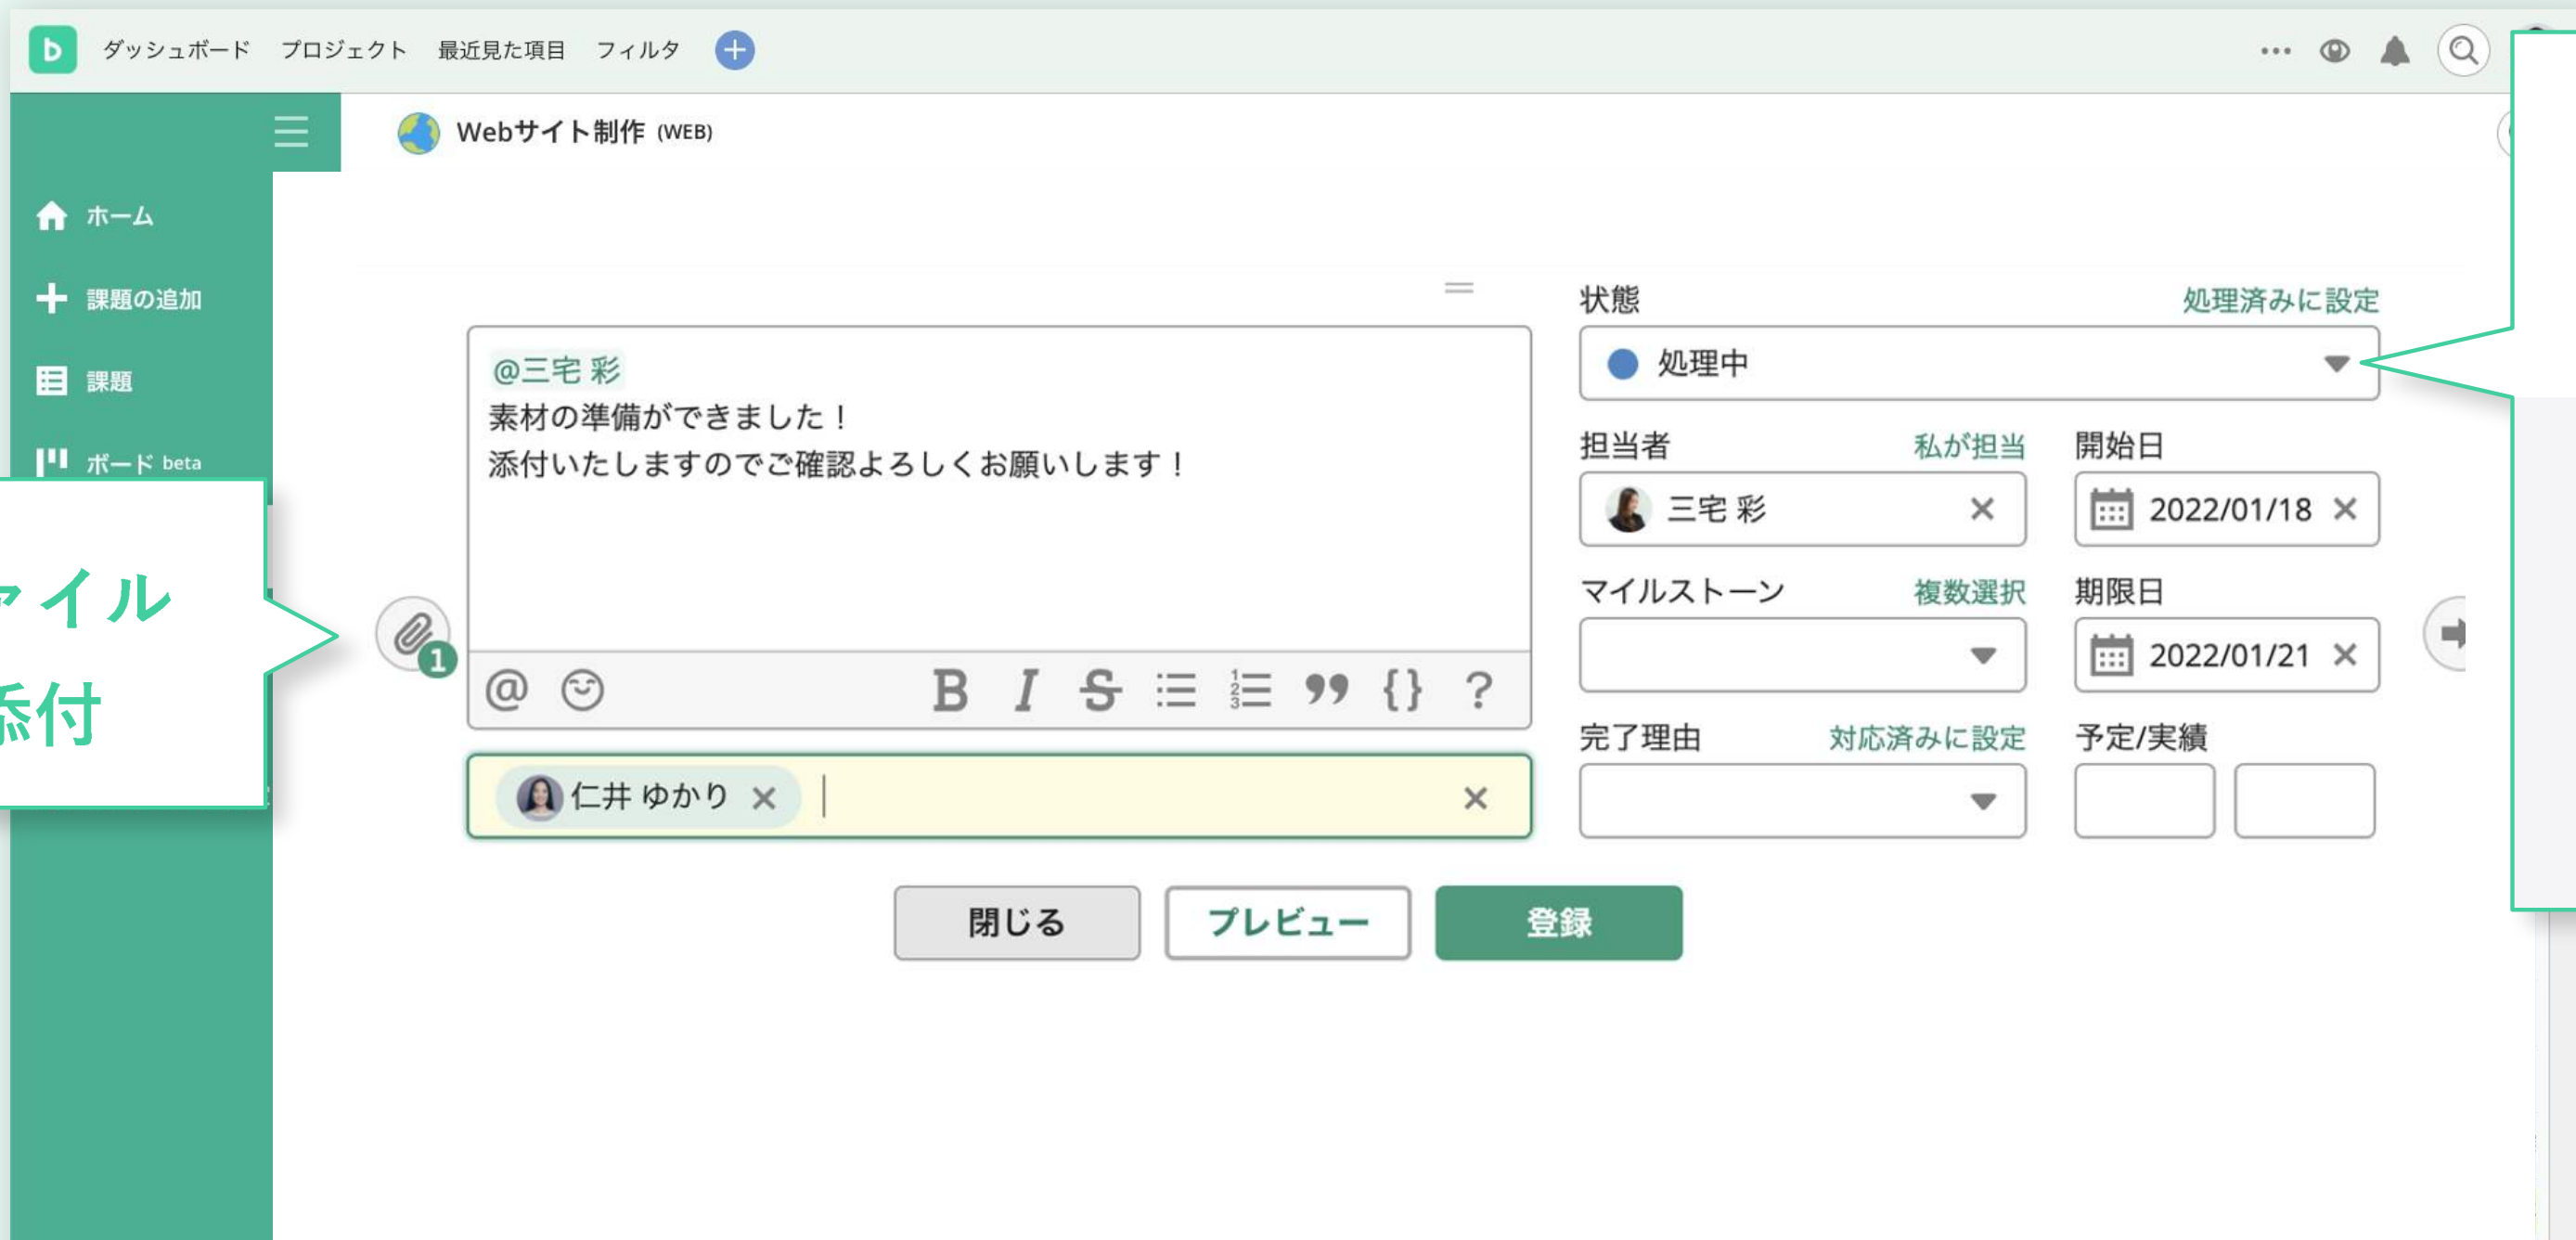 ダッシュボード プロジェクト 最近見た項目 フィルタ
Webサイト制作 (WEB)
ホーム
課題の追加
課題
ボード beta
ァイル
添付
@三宅 彩
素材の準備ができました！
添付いたしますのでご確認よろしくお願いします！
1
@ B I S ” {} ?
仁井 ゆかり
状態 処理済みに設定
処理中
担当者 私が担当 開始日
三宅 彩 2022/01/18
マイルストーン 複数選択 期限日
2022/01/21
完了理由 対応済みに設定 予定/実績
閉じる プレビュー 登録